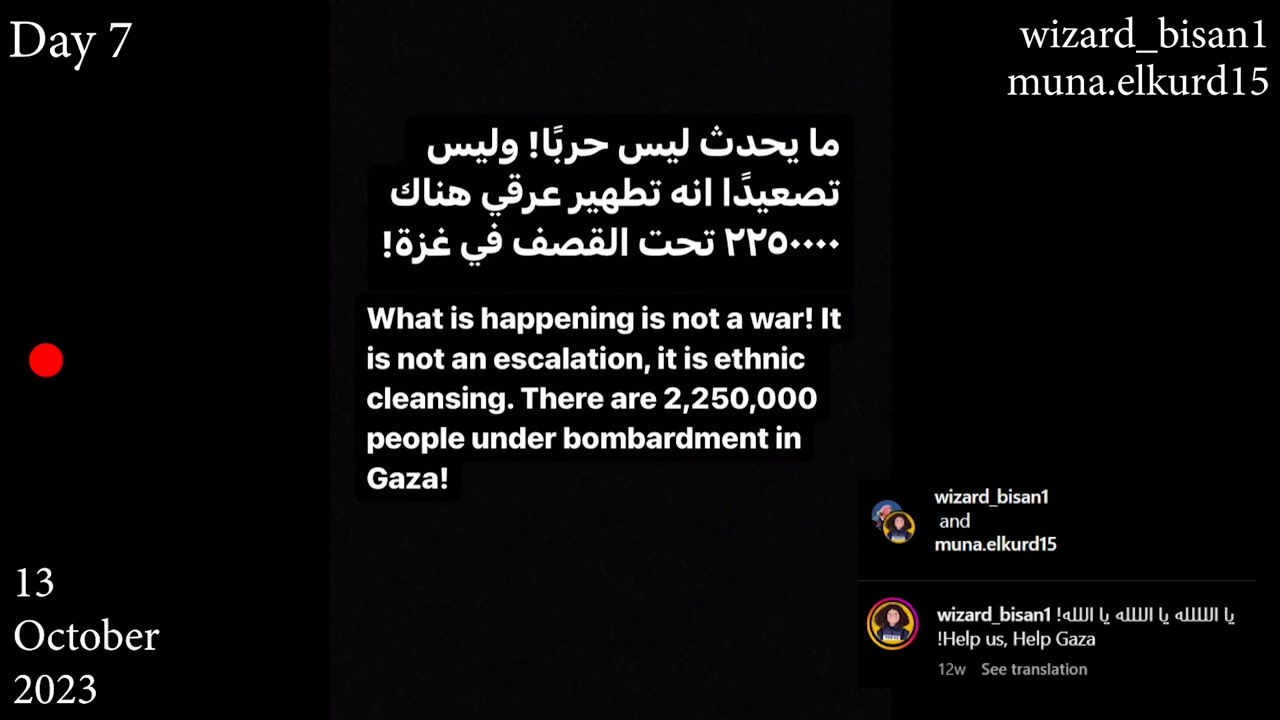 Day 7
wizard_bisan1
muna.elkurd15
ما يحدث ليس حربًا! وليس
تصعيدًا انه تطهير عرقي هناك
٢٢٥٠٠٠٠ تحت القصف في غزة!
What is happening is not a war! It
is not an escalation, it is ethnic
cleansing. There are 2,250,000
people under bombardment in
Gaza!
wizard_bisan1
and
muna.elkurd15
wizard_bisan1 يا اللللله يا الللله يا الله!
!Help us, Help Gaza
12w See translation
13
October
2023